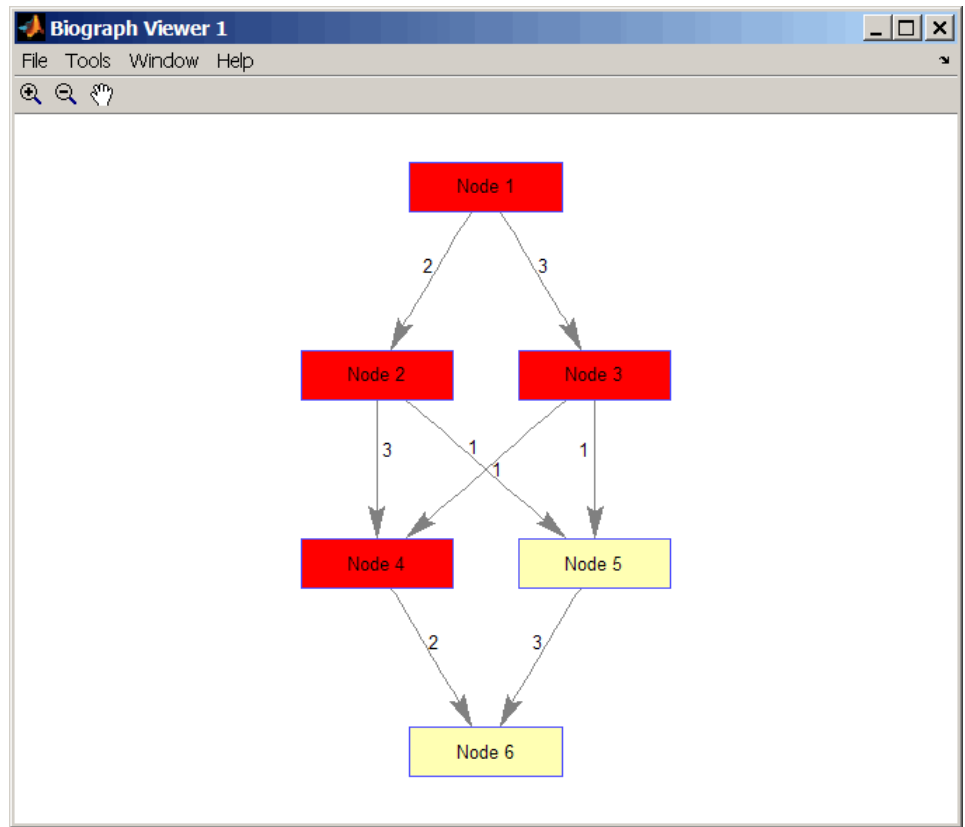 Biograph Viewer 1
File Tools Window Help
Node 1
2 3
Node 2 Node 3
3 1 1 1
Node 4 Node 5
2 3
Node 6